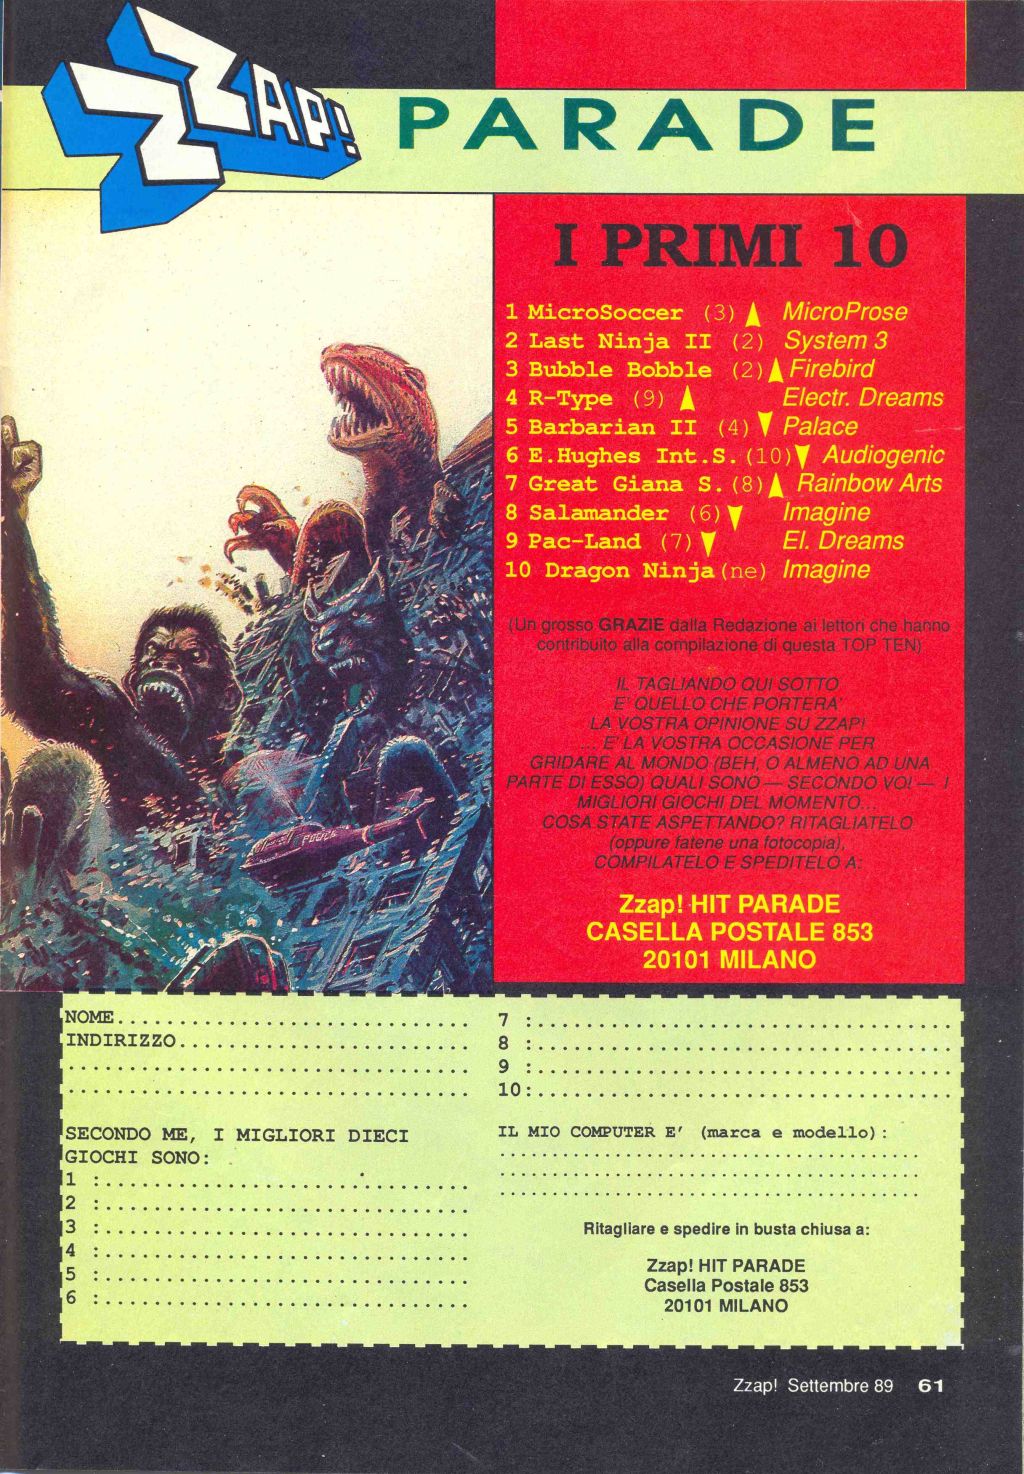 ZZAP!
PARADE
I PRIMI 10
1 MicroSoccer (3) ▲ MicroProse
2 Last Ninja II (2) System 3
3 Bubble Bobble (2) ▲ Firebird
4 R-Type (9) ▲ Electr. Dreams
5 Barbarian II (4) ▼ Palace
6 E.Hughes Int.S. (10) ▼ Audiogenic
7 Great Giana S. (8) ▲ Rainbow Arts
8 Salamander (6) ▼ Imagine
9 Pac-Land (7) ▼ El. Dreams
10 Dragon Ninja (ne) Imagine
(Un grosso GRAZIE dalla Redazione ai lettori che hanno
contribuito alla compilazione di questa TOP TEN)
IL TAGLIANDO QUI SOTTO
E' QUELLO CHE PORTERA'
LA VOSTRA OPINIONE SU ZZAP!
... E' LA VOSTRA OCCASIONE PER
GRIDARE AL MONDO (BEH, O ALMENO AD UNA
PARTE DI ESSO) QUALI SONO — SECONDO VOI — I
MIGLIORI GIOCHI DEL MOMENTO...
COSA STATE ASPETTANDO? RITAGLIATELO
(oppure fatene una fotocopia),
COMPILATELO E SPEDITELO A:
Zzap! HIT PARADE
CASELLA POSTALE 853
20101 MILANO
POLICE
NOME..............................
INDIRIZZO.........................
..................................
..................................
SECONDO ME, I MIGLIORI DIECI
GIOCHI SONO:
1 :...............................
2 :...............................
3 :...............................
4 :...............................
5 :...............................
6 :...............................
7 :...................................
8 :...................................
9 :...................................
10:...................................
IL MIO COMPUTER E' (marca e modello):
.....................................
.....................................
.....................................
Ritagliare e spedire in busta chiusa a:
Zzap! HIT PARADE
Casella Postale 853
20101 MILANO
Zzap! Settembre 89 61